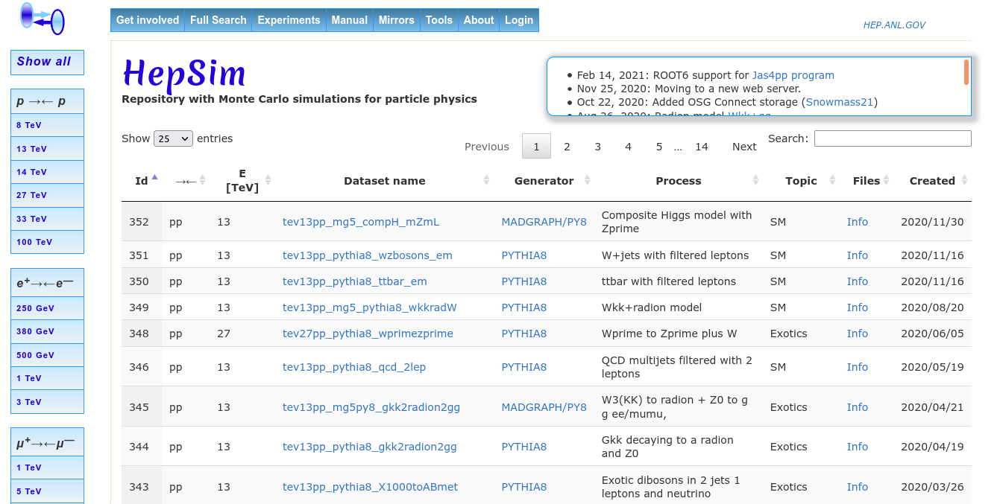 Get involved Full Search Experiments Manual Mirrors Tools About Login
HEP.ANL.GOV
Show all
p →← p
8 TeV
13 TeV
14 TeV
27 TeV
33 TeV
100 TeV
e⁺→←e⁻
250 GeV
380 GeV
500 GeV
1 TeV
3 TeV
μ⁺→←μ⁻
1 TeV
5 TeV
HepSim
Repository with Monte Carlo simulations for particle physics
• Feb 14, 2021: ROOT6 support for Jas4pp program
• Nov 25, 2020: Moving to a new web server.
• Oct 22, 2020: Added OSG Connect storage (Snowmass21)
• Aug 26, 2020: Radion model Wkk+gg
Show 25 entries
Previous 1 2 3 4 5 … 14 Next
Search:
Id →← E [TeV] Dataset name Generator Process Topic Files Created
352 pp 13 tev13pp_mg5_compH_mZmL MADGRAPH/PY8 Composite Higgs model with Zprime SM Info 2020/11/30
351 pp 13 tev13pp_pythia8_wzbosons_em PYTHIA8 W+jets with filtered leptons SM Info 2020/11/16
350 pp 13 tev13pp_pythia8_ttbar_em PYTHIA8 ttbar with filtered leptons SM Info 2020/11/16
349 pp 13 tev13pp_mg5_pythia8_wkkradW PYTHIA8 Wkk+radion model SM Info 2020/08/20
348 pp 27 tev27pp_pythia8_wprimezprime PYTHIA8 Wprime to Zprime plus W Exotics Info 2020/06/05
346 pp 13 tev13pp_pythia8_qcd_2lep PYTHIA8 QCD multijets filtered with 2 leptons SM Info 2020/05/19
345 pp 13 tev13pp_mg5py8_gkk2radion2gg MADGRAPH/PY8 W3(KK) to radion + Z0 to g g ee/mumu, Exotics Info 2020/04/21
344 pp 13 tev13pp_pythia8_gkk2radion2gg PYTHIA8 Gkk decaying to a radion and Z0 Exotics Info 2020/04/19
343 pp 13 tev13pp_pythia8_X1000toABmet PYTHIA8 Exotic dibosons in 2 jets 1 leptons and neutrino Exotics Info 2020/03/26